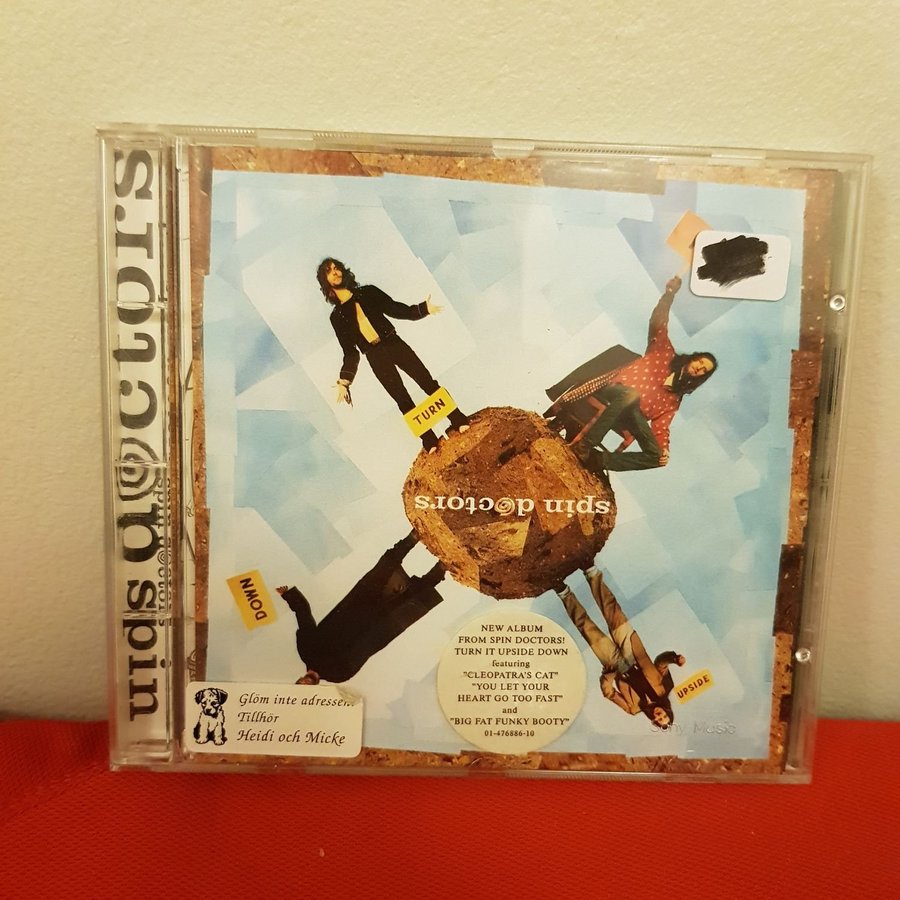 spin doctors
TURN
spin doctors
DOWN
UPSIDE
NEW ALBUM
FROM SPIN DOCTORS!
TURN IT UPSIDE DOWN
featuring
"CLEOPATRA'S CAT"
"YOU LET YOUR
HEART GO TOO FAST"
and
"BIG FAT FUNKY BOOTY"
01-476886-10
Sony Music
Glöm inte adressen.
Tillhör
Heidi och Micke